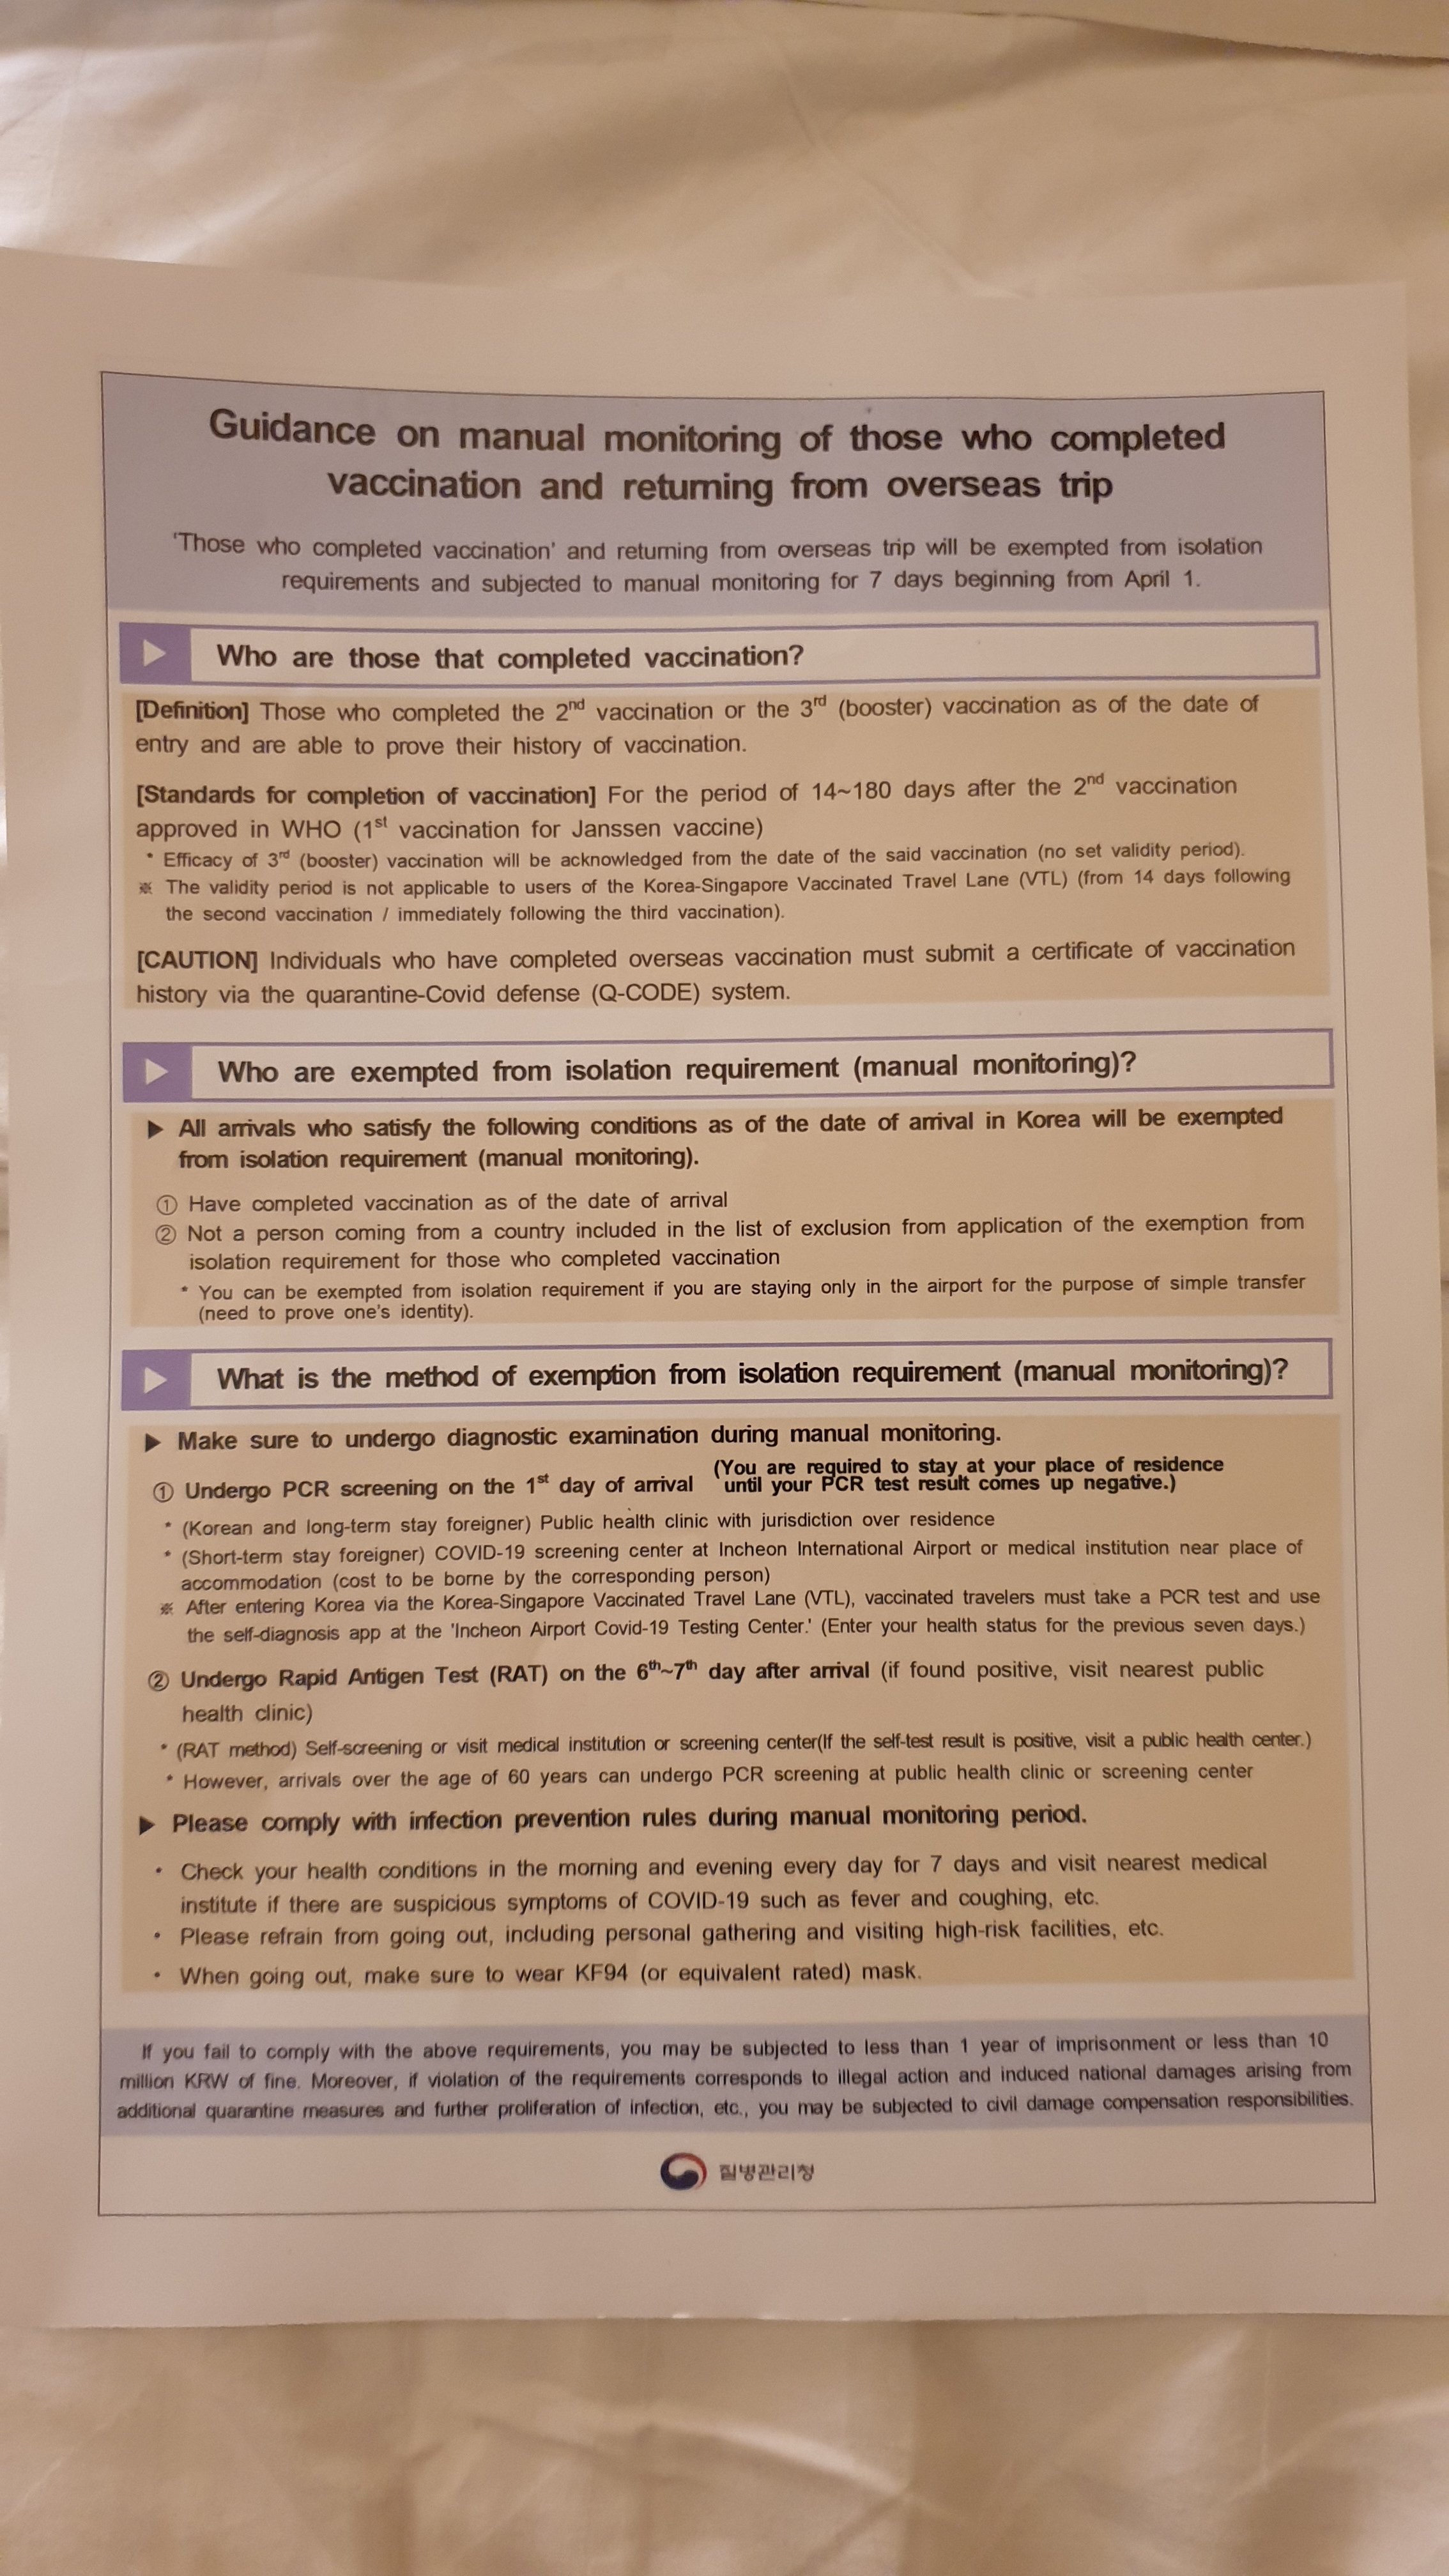 Guidance on manual monitoring of those who completed
vaccination and returning from overseas trip
'Those who completed vaccination' and returning from overseas trip will be exempted from isolation
requirements and subjected to manual monitoring for 7 days beginning from April 1.
▶ Who are those that completed vaccination?
[Definition] Those who completed the 2nd vaccination or the 3rd (booster) vaccination as of the date of
entry and are able to prove their history of vaccination.
[Standards for completion of vaccination] For the period of 14~180 days after the 2nd vaccination
approved in WHO (1st vaccination for Janssen vaccine)
* Efficacy of 3rd (booster) vaccination will be acknowledged from the date of the said vaccination (no set validity period).
※ The validity period is not applicable to users of the Korea-Singapore Vaccinated Travel Lane (VTL) (from 14 days following
the second vaccination / immediately following the third vaccination).
[CAUTION] Individuals who have completed overseas vaccination must submit a certificate of vaccination
history via the quarantine-Covid defense (Q-CODE) system.
▶ Who are exempted from isolation requirement (manual monitoring)?
▶ All arrivals who satisfy the following conditions as of the date of arrival in Korea will be exempted
from isolation requirement (manual monitoring).
① Have completed vaccination as of the date of arrival
② Not a person coming from a country included in the list of exclusion from application of the exemption from
isolation requirement for those who completed vaccination
* You can be exempted from isolation requirement if you are staying only in the airport for the purpose of simple transfer
(need to prove one's identity).
▶ What is the method of exemption from isolation requirement (manual monitoring)?
▶ Make sure to undergo diagnostic examination during manual monitoring.
① Undergo PCR screening on the 1st day of arrival (You are required to stay at your place of residence
until your PCR test result comes up negative.)
* (Korean and long-term stay foreigner) Public health clinic with jurisdiction over residence
* (Short-term stay foreigner) COVID-19 screening center at Incheon International Airport or medical institution near place of
accommodation (cost to be borne by the corresponding person)
※ After entering Korea via the Korea-Singapore Vaccinated Travel Lane (VTL), vaccinated travelers must take a PCR test and use
the self-diagnosis app at the 'Incheon Airport Covid-19 Testing Center.' (Enter your health status for the previous seven days.)
② Undergo Rapid Antigen Test (RAT) on the 6th~7th day after arrival (if found positive, visit nearest public
health clinic)
* (RAT method) Self-screening or visit medical institution or screening center(If the self-test result is positive, visit a public health center.)
* However, arrivals over the age of 60 years can undergo PCR screening at public health clinic or screening center
▶ Please comply with infection prevention rules during manual monitoring period.
• Check your health conditions in the morning and evening every day for 7 days and visit nearest medical
institute if there are suspicious symptoms of COVID-19 such as fever and coughing, etc.
• Please refrain from going out, including personal gathering and visiting high-risk facilities, etc.
• When going out, make sure to wear KF94 (or equivalent rated) mask.
If you fail to comply with the above requirements, you may be subjected to less than 1 year of imprisonment or less than 10
million KRW of fine. Moreover, if violation of the requirements corresponds to illegal action and induced national damages arising from
additional quarantine measures and further proliferation of infection, etc., you may be subjected to civil damage compensation responsibilities.
질병관리청